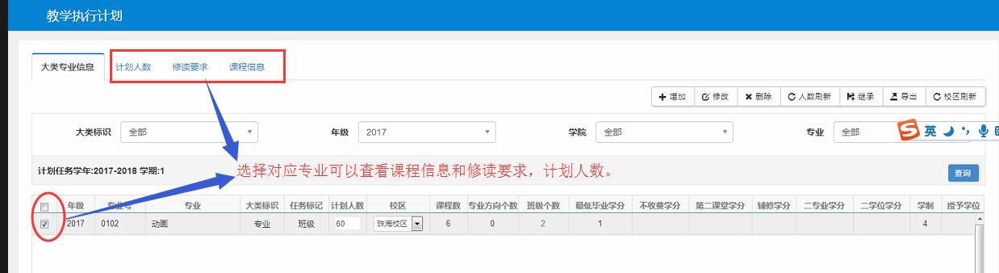 教学执行计划
大类专业信息 计划人数 修读要求 课程信息
增加 修改 删除 人数刷新 继承 导出 校区刷新
大类标识 全部 年级 2017 学院 全部 专业 全部
英
计划任务学年:2017-2018 学期:1
选择对应专业可以查看课程信息和修读要求，计划人数。
查询
年级 专业号 专业 大类标识 任务标记 计划人数 校区 课程数 专业方向个数 班级个数 最低毕业学分 不收费学分 第二课堂学分 辅修学分 二专业学分 二学位学分 学制 授予学位
2017 0102 动画 专业 班级 60 珠海校区 6 0 2 1 4